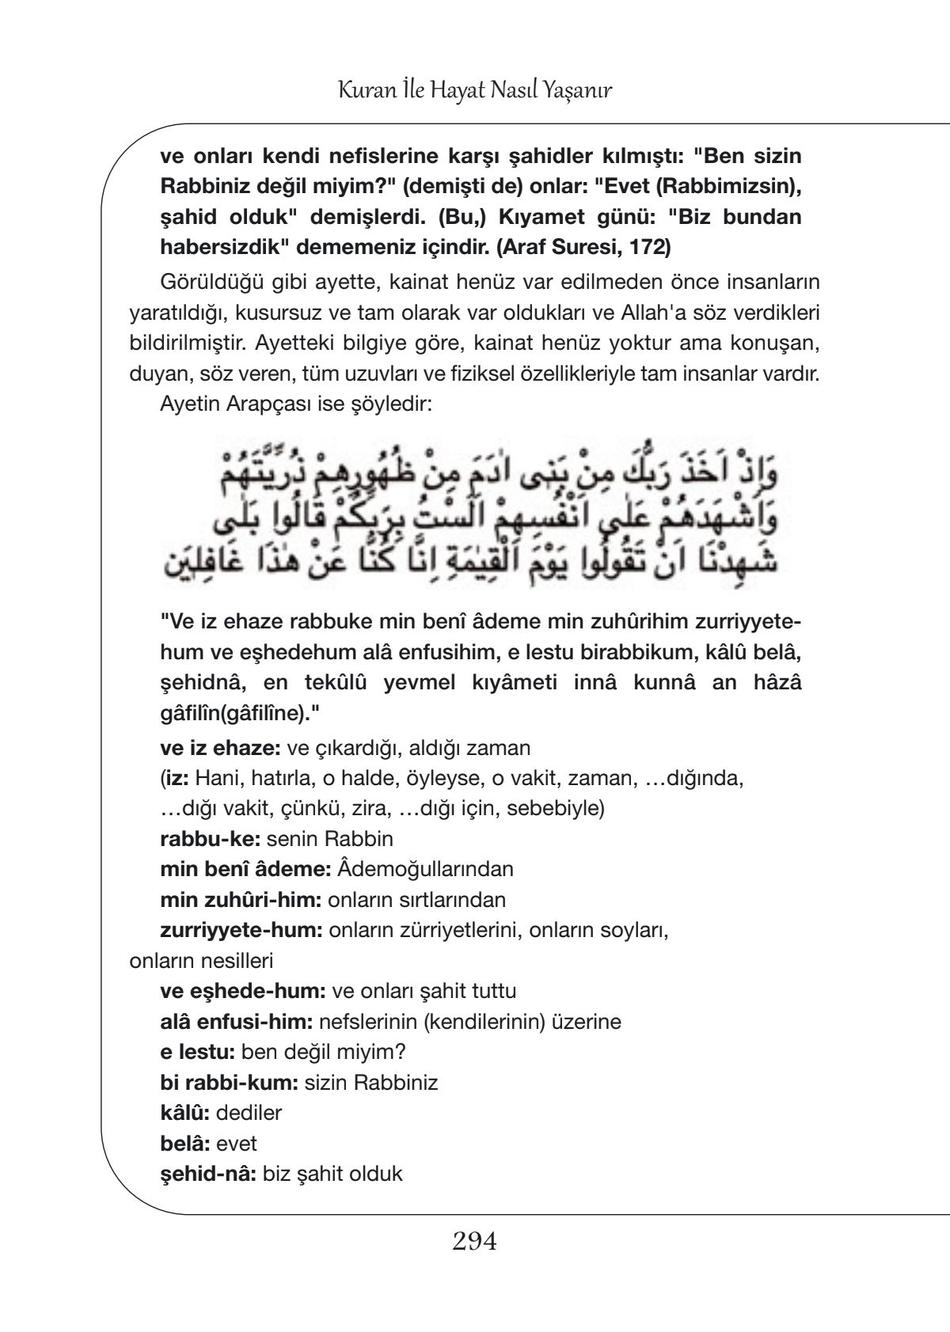 Kuran İle Hayat Nasıl Yaşanır
ve onları kendi nefislerine karşı şahidler kılmıştı: "Ben sizin
Rabbiniz değil miyim?" (demişti de) onlar: "Evet (Rabbimizsin),
şahid olduk" demişlerdi. (Bu,) Kıyamet günü: "Biz bundan
habersizdik" dememeniz içindir. (Araf Suresi, 172)
Görüldüğü gibi ayette, kainat henüz var edilmeden önce insanların
yaratıldığı, kusursuz ve tam olarak var oldukları ve Allah'a söz verdikleri
bildirilmiştir. Ayetteki bilgiye göre, kainat henüz yoktur ama konuşan,
duyan, söz veren, tüm uzuvları ve fiziksel özellikleriyle tam insanlar vardır.
Ayetin Arapçası ise şöyledir:
وَاِذْ اَخَذَ رَبُّكَ مِنْ بَنٖى اٰدَمَ مِنْ ظُهُورِهِمْ ذُرِّيَّتَهُمْ
وَاَشْهَدَهُمْ عَلٰى اَنْفُسِهِمْ اَلَسْتُ بِرَبِّكُمْ قَالُوا بَلٰى
شَهِدْنَا اَنْ تَقُولُوا يَوْمَ الْقِيٰمَةِ اِنَّا كُنَّا عَنْ هٰذَا غَافِلٖينَ
"Ve iz ehaze rabbuke min benî âdeme min zuhûrihim zurriyyete-
hum ve eşhedehum alâ enfusihim, e lestu birabbikum, kâlû belâ,
şehidnâ, en tekûlû yevmel kıyâmeti innâ kunnâ an hâzâ
gâfilîn(gâfilîne)."
ve iz ehaze: ve çıkardığı, aldığı zaman
(iz: Hani, hatırla, o halde, öyleyse, o vakit, zaman, …dığında,
…dığı vakit, çünkü, zira, …dığı için, sebebiyle)
rabbu-ke: senin Rabbin
min benî âdeme: Âdemoğullarından
min zuhûri-him: onların sırtlarından
zurriyyete-hum: onların zürriyetlerini, onların soyları,
onların nesilleri
ve eşhede-hum: ve onları şahit tuttu
alâ enfusi-him: nefslerinin (kendilerinin) üzerine
e lestu: ben değil miyim?
bi rabbi-kum: sizin Rabbiniz
kâlû: dediler
belâ: evet
şehid-nâ: biz şahit olduk
294